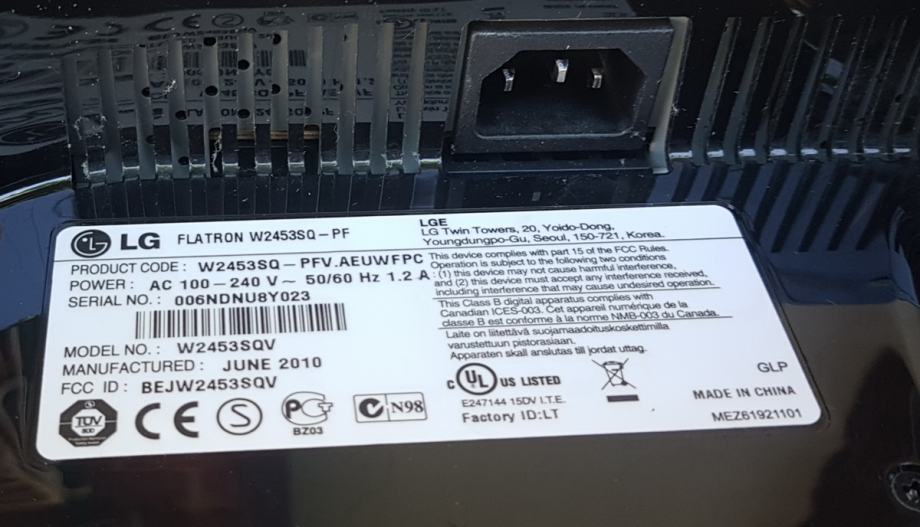 LG FLATRON W2453SQ-PF
PRODUCT CODE : W2453SQ - PFV.AEUWFPC
POWER : AC 100-240 V ~ 50/60 Hz 1.2 A
SERIAL NO. : 006NDNU8Y023
MODEL NO. : W2453SQV
MANUFACTURED : JUNE 2010
FCC ID : BEJW2453SQV
TÜV
CE
S
PCT
BZ03
N98
LGE
LG Twin Towers, 20, Yoido-Dong,
Youngdungpo-Gu, Seoul, 150-721, Korea.
This device complies with part 15 of the FCC Rules.
Operation is subject to the following two conditions
: (1) this device may not cause harmful interference,
and (2) this device must accept any interference received,
including interference that may cause undesired operation.
This Class B digital apparatus complies with
Canadian ICES-003. Cet appareil numérique de la
classe B est conforme à la norme NMB-003 du Canada.
Laite on liitettävä suojamaadoituskoskettimilla
varustettuun pistorasiaan.
Apparaten skall anslutas till jordat uttag.
c UL US LISTED
E247144 15DV I.T.E.
Factory ID:LT
GLP
MADE IN CHINA
MEZ61921101